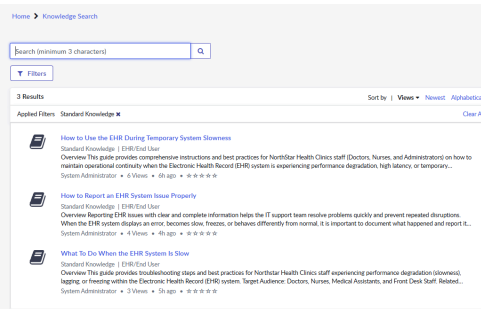 Home > Knowledge Search
Search (minimum 3 characters)
Filters
3 Results
Sort by | Views Newest Alphabetica
Applied Filters Standard Knowledge ✖
Clear A
How to Use the EHR During Temporary System Slowness
Standard Knowledge | EHR/End User
Overview This guide provides comprehensive instructions and best practices for NorthStar Health Clinics staff (Doctors, Nurses, and Administrators) on how to
maintain operational continuity when the Electronic Health Record (EHR) system is experiencing performance degradation, high latency, or temporary...
System Administrator • 6 Views • 6h ago • ☆☆☆☆☆
How to Report an EHR System Issue Properly
Standard Knowledge | EHR/End User
Overview Reporting EHR issues with clear and complete information helps the IT support team resolve problems quickly and prevent repeated disruptions.
When the EHR system displays an error, becomes slow, freezes, or behaves differently from normal, it is important to document what happened and report it...
System Administrator • 4 Views • 4h ago • ☆☆☆☆☆
What To Do When the EHR System Is Slow
Standard Knowledge | EHR/End User
Overview This guide provides troubleshooting steps and best practices for Northstar Health Clinics staff experiencing performance degradation (slowness),
lagging, or freezing within the Electronic Health Record (EHR) system. Target Audience: Doctors, Nurses, Medical Assistants, and Front Desk Staff. Related...
System Administrator • 3 Views • 5h ago • ☆☆☆☆☆